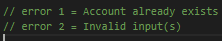 // error 1 = Account already exists
// error 2 = Invalid input(s)